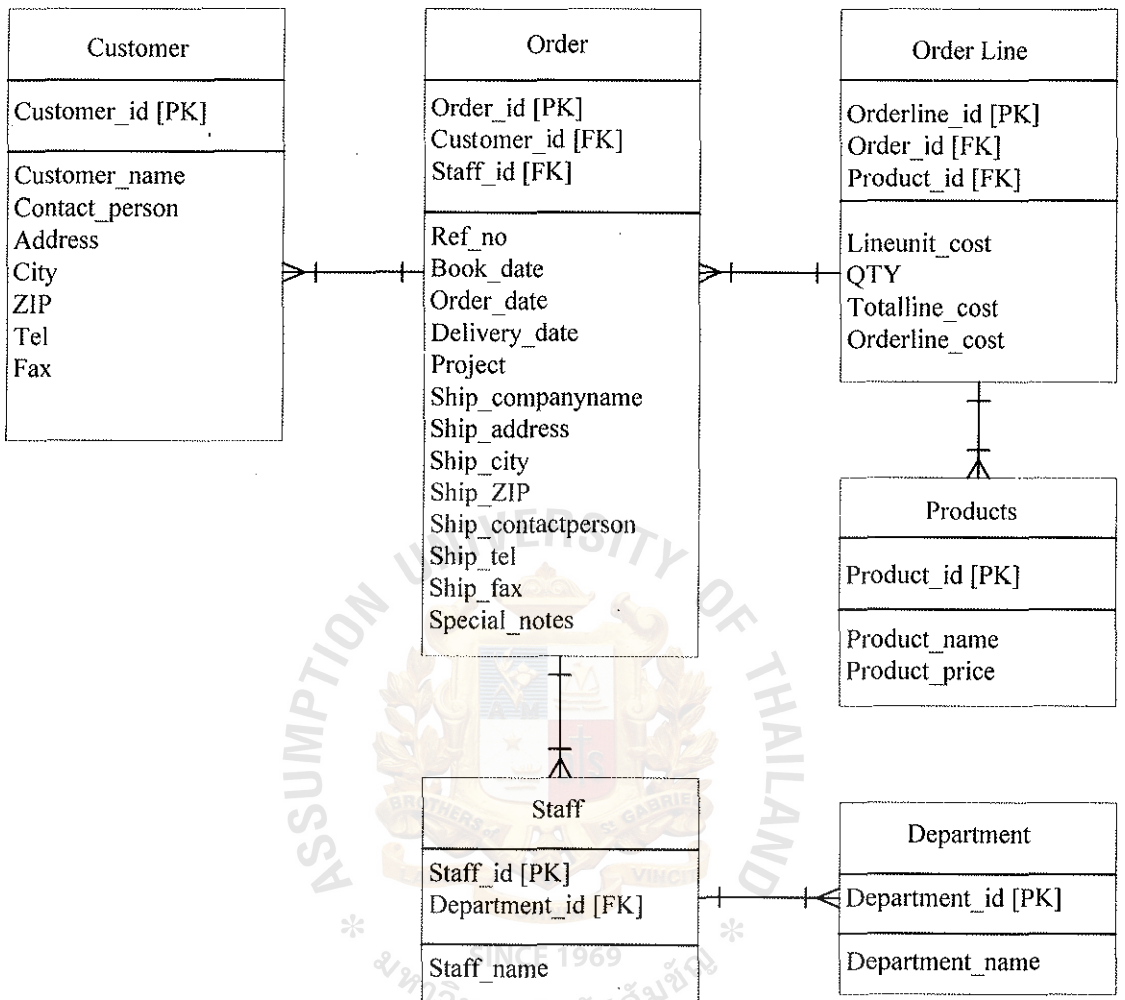 Customer
Customer_id [PK]
Customer_name
Contact_person
Address
City
ZIP
Tel
Fax
Order
Order_id [PK]
Customer_id [FK]
Staff_id [FK]
Ref_no
Book_date
Order_date
Delivery_date
Project
Ship_companyname
Ship_address
Ship_city
Ship_ZIP
Ship_contactperson
Ship_tel
Ship_fax
Special_notes
Order Line
Orderline_id [PK]
Order_id [FK]
Product_id [FK]
Lineunit_cost
QTY
Totalline_cost
Orderline_cost
Products
Product_id [PK]
Product_name
Product_price
Staff
Staff_id [PK]
Department_id [FK]
Staff_name
Department
Department_id [PK]
Department_name
ASSUMPTION UNIVERSITY OF THAILAND
BROTHERS
GABRIEL
SINCE 1969